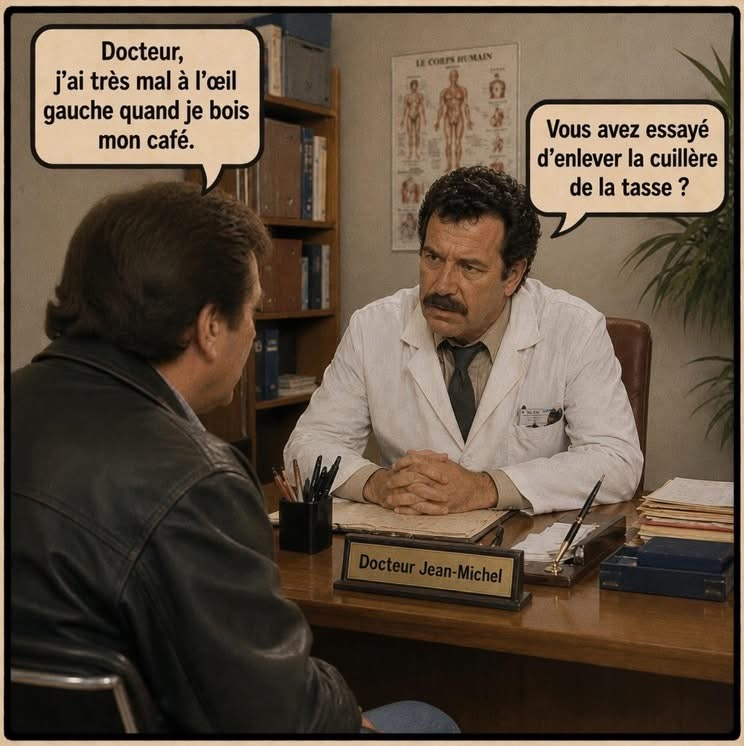 Docteur,
j'ai très mal à l'œil
gauche quand je bois
mon café.
Vous avez essayé
d'enlever la cuillère
de la tasse ?
LE CORPS HUMAIN
Docteur Jean-Michel